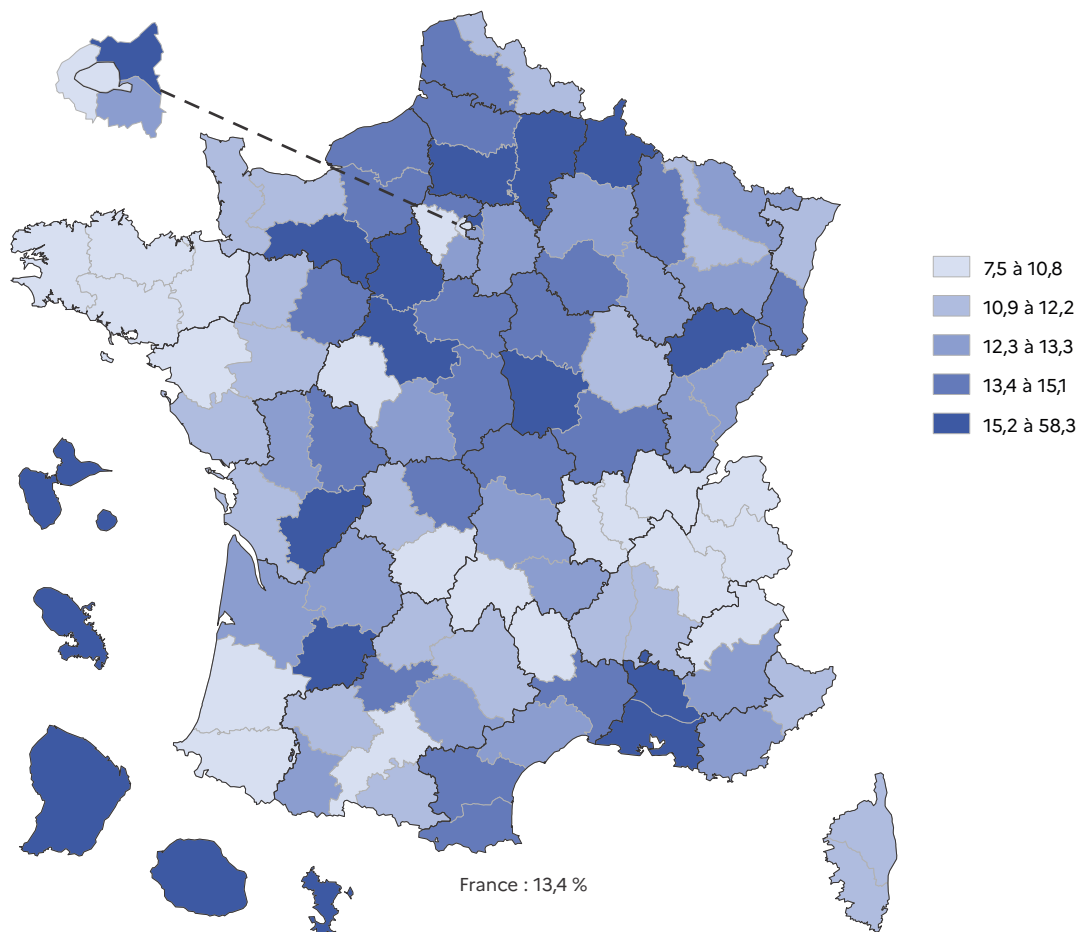 7,5 à 10,8
10,9 à 12,2
12,3 à 13,3
13,4 à 15,1
15,2 à 58,3
France : 13,4 %